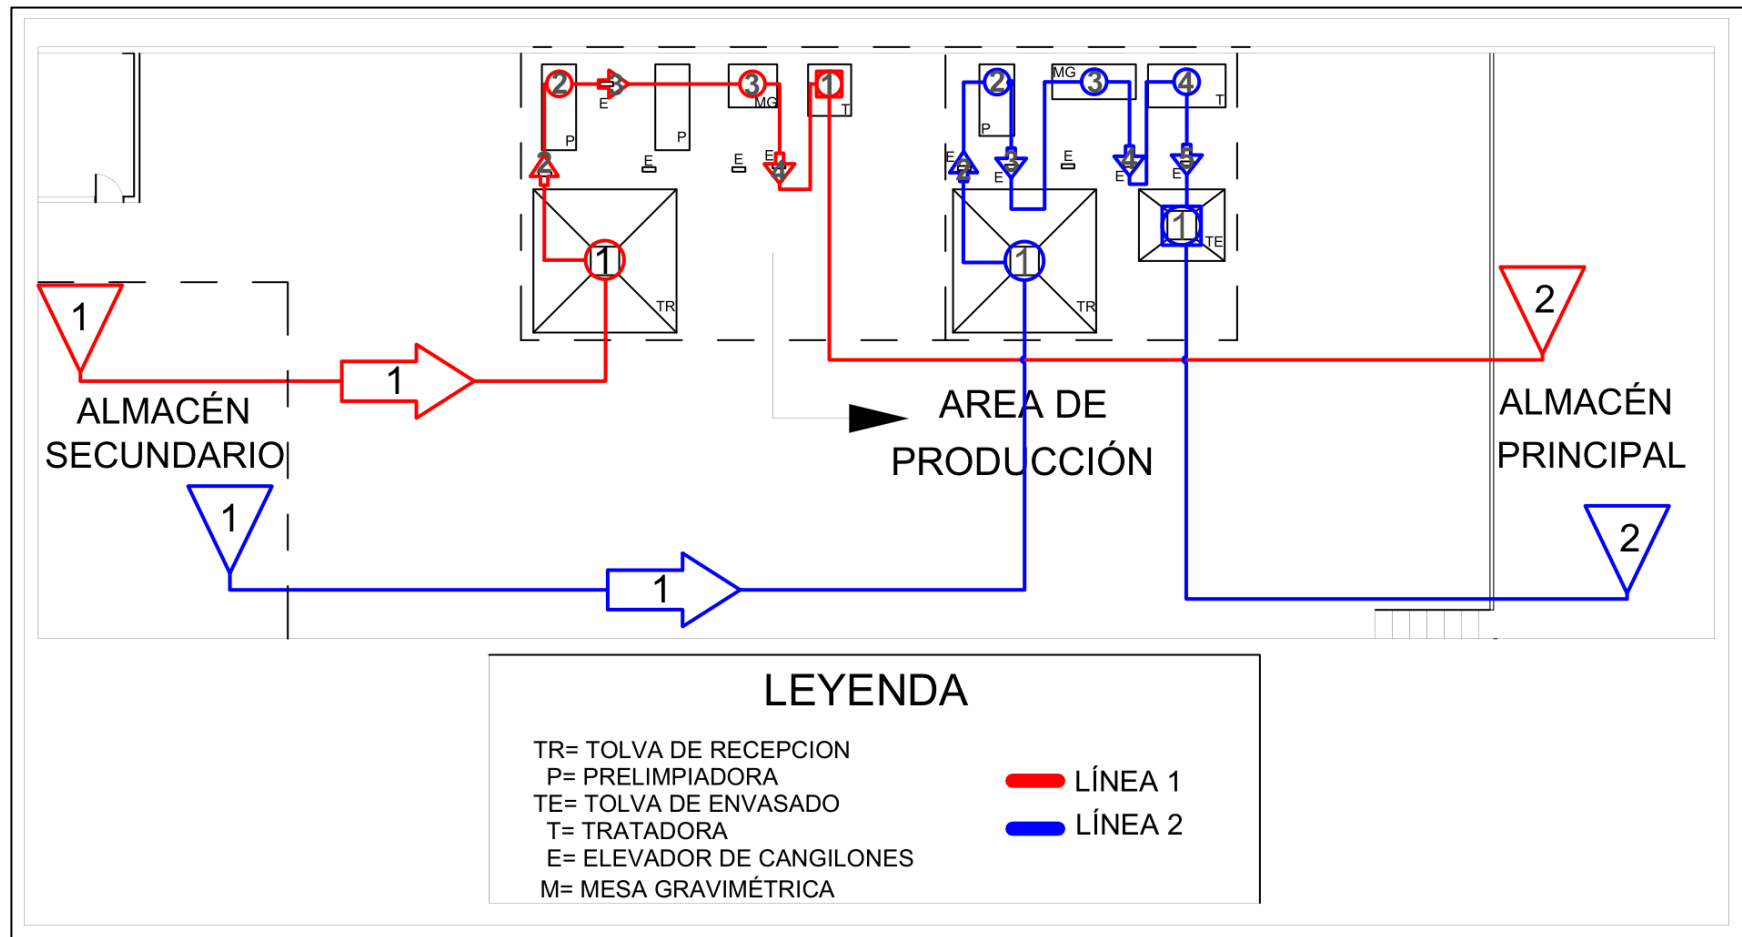 2
3
3
1
2
3
4
E
MG
T
P
P
MG
T
P
E
2
E
E
E
4
E
2
3
E
E
4
E
5
E
1
TR
1
TR
1
TE
1
2
1
ALMACÉN
SECUNDARIO
AREA DE
PRODUCCIÓN
ALMACÉN
PRINCIPAL
1
1
2
LEYENDA
TR= TOLVA DE RECEPCION
P= PRELIMPIADORA
TE= TOLVA DE ENVASADO
T= TRATADORA
E= ELEVADOR DE CANGILONES
M= MESA GRAVIMÉTRICA
LÍNEA 1
LÍNEA 2